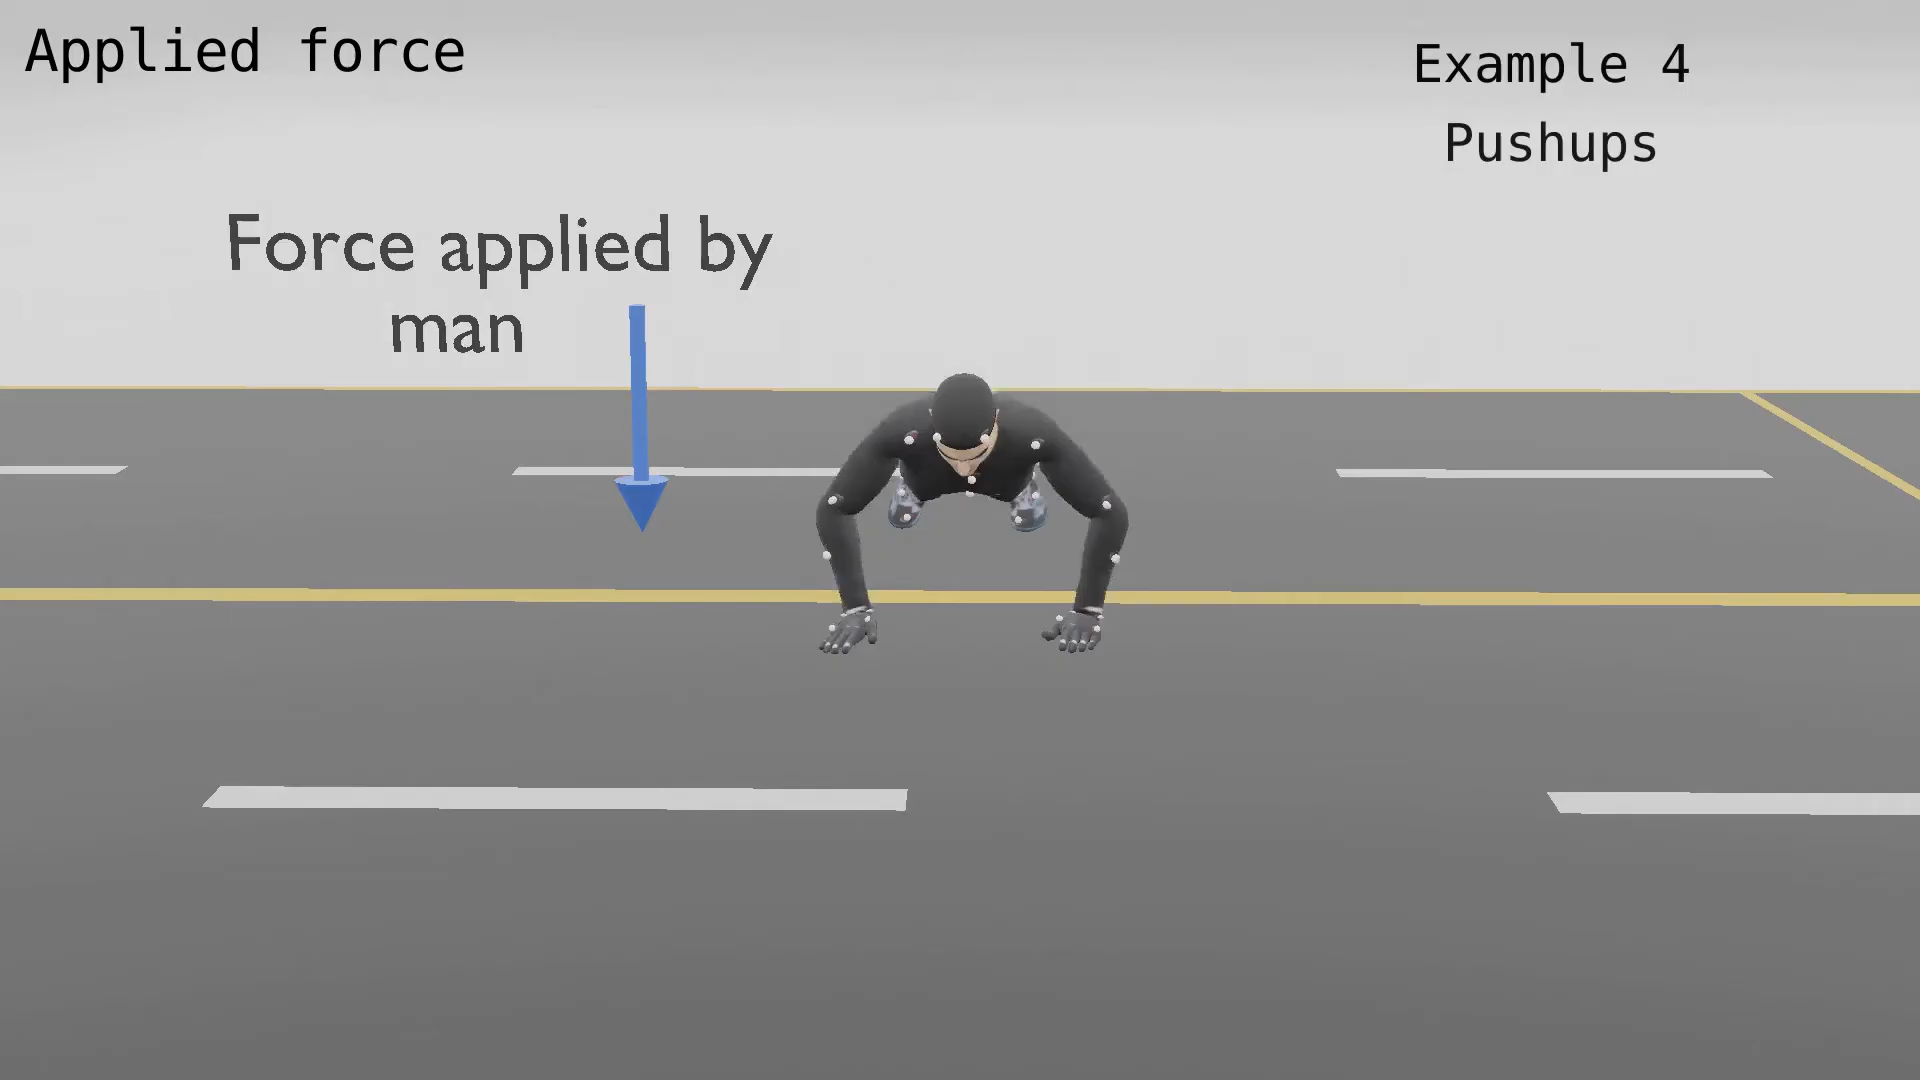 Applied force
Example 4
Pushups
Force applied by
man